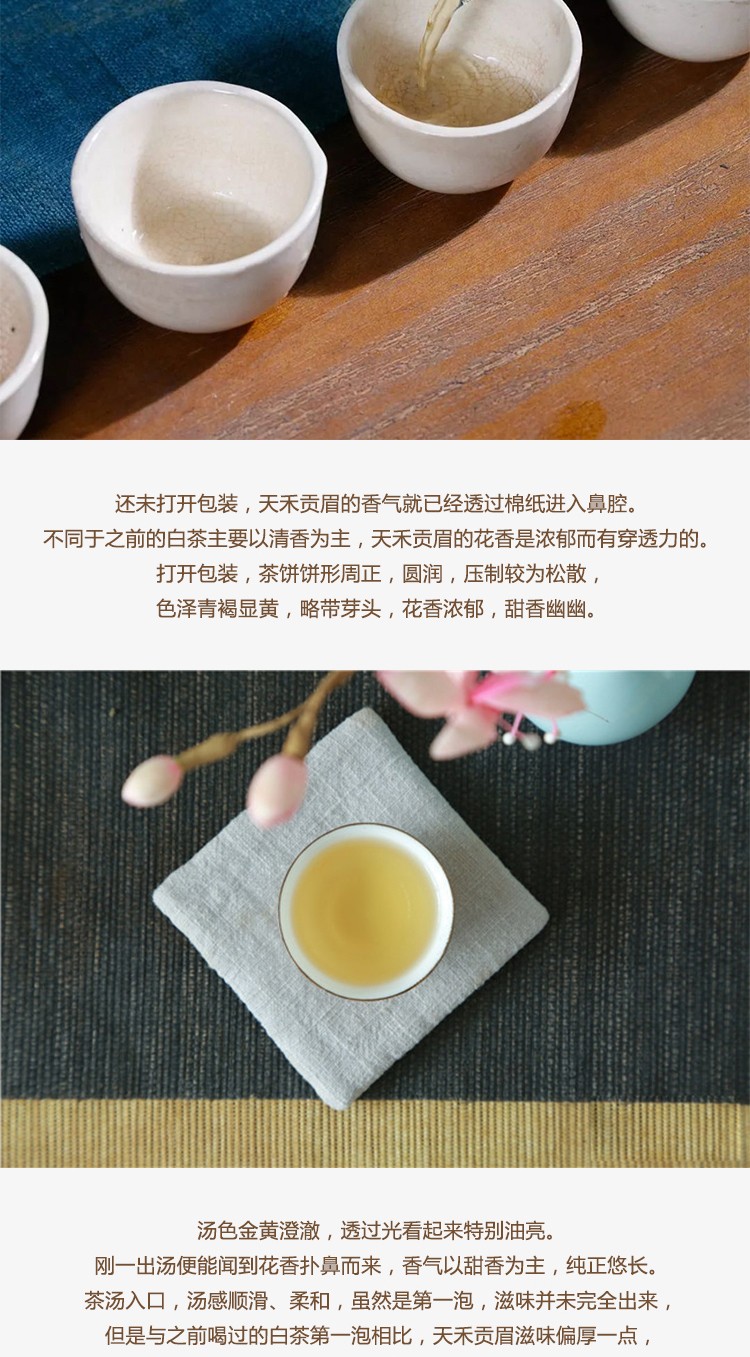 还未打开包装，天禾贡眉的香气就已经透过棉纸进入鼻腔。
不同于之前的白茶主要以清香为主，天禾贡眉的花香是浓郁而有穿透力的。
打开包装，茶饼饼形周正，圆润，压制较为松散，
色泽青褐显黄，略带芽头，花香浓郁，甜香幽幽。
汤色金黄澄澈，透过光看起来特别油亮。
刚一出汤便能闻到花香扑鼻而来，香气以甜香为主，纯正悠长。
茶汤入口，汤感顺滑、柔和，虽然是第一泡，滋味并未完全出来，
但是与之前喝过的白茶第一泡相比，天禾贡眉滋味偏厚一点，